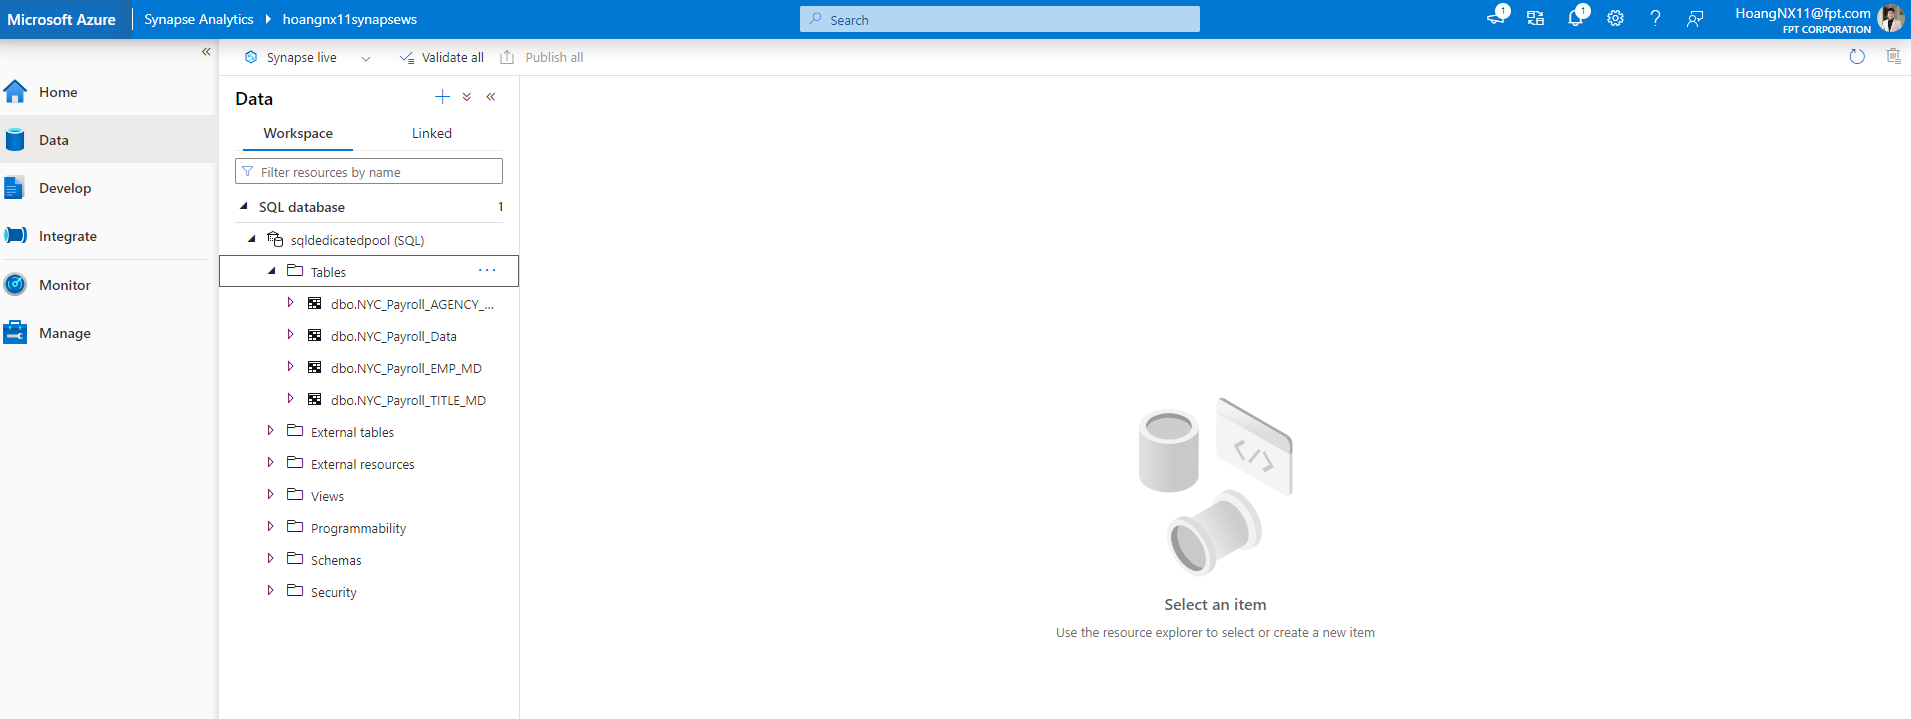 Microsoft Azure
Synapse Analytics
hoangnx11synapsews
Search
1
1
HoangNX11@fpt.com
FPT CORPORATION
Synapse live
Validate all
Publish all
Home
Data
Develop
Integrate
Monitor
Manage
Data
Workspace
Linked
Filter resources by name
SQL database 1
sqldedicatedpool (SQL)
Tables ...
dbo.NYC_Payroll_AGENCY_...
dbo.NYC_Payroll_Data
dbo.NYC_Payroll_EMP_MD
dbo.NYC_Payroll_TITLE_MD
External tables
External resources
Views
Programmability
Schemas
Security
Select an item
Use the resource explorer to select or create a new item